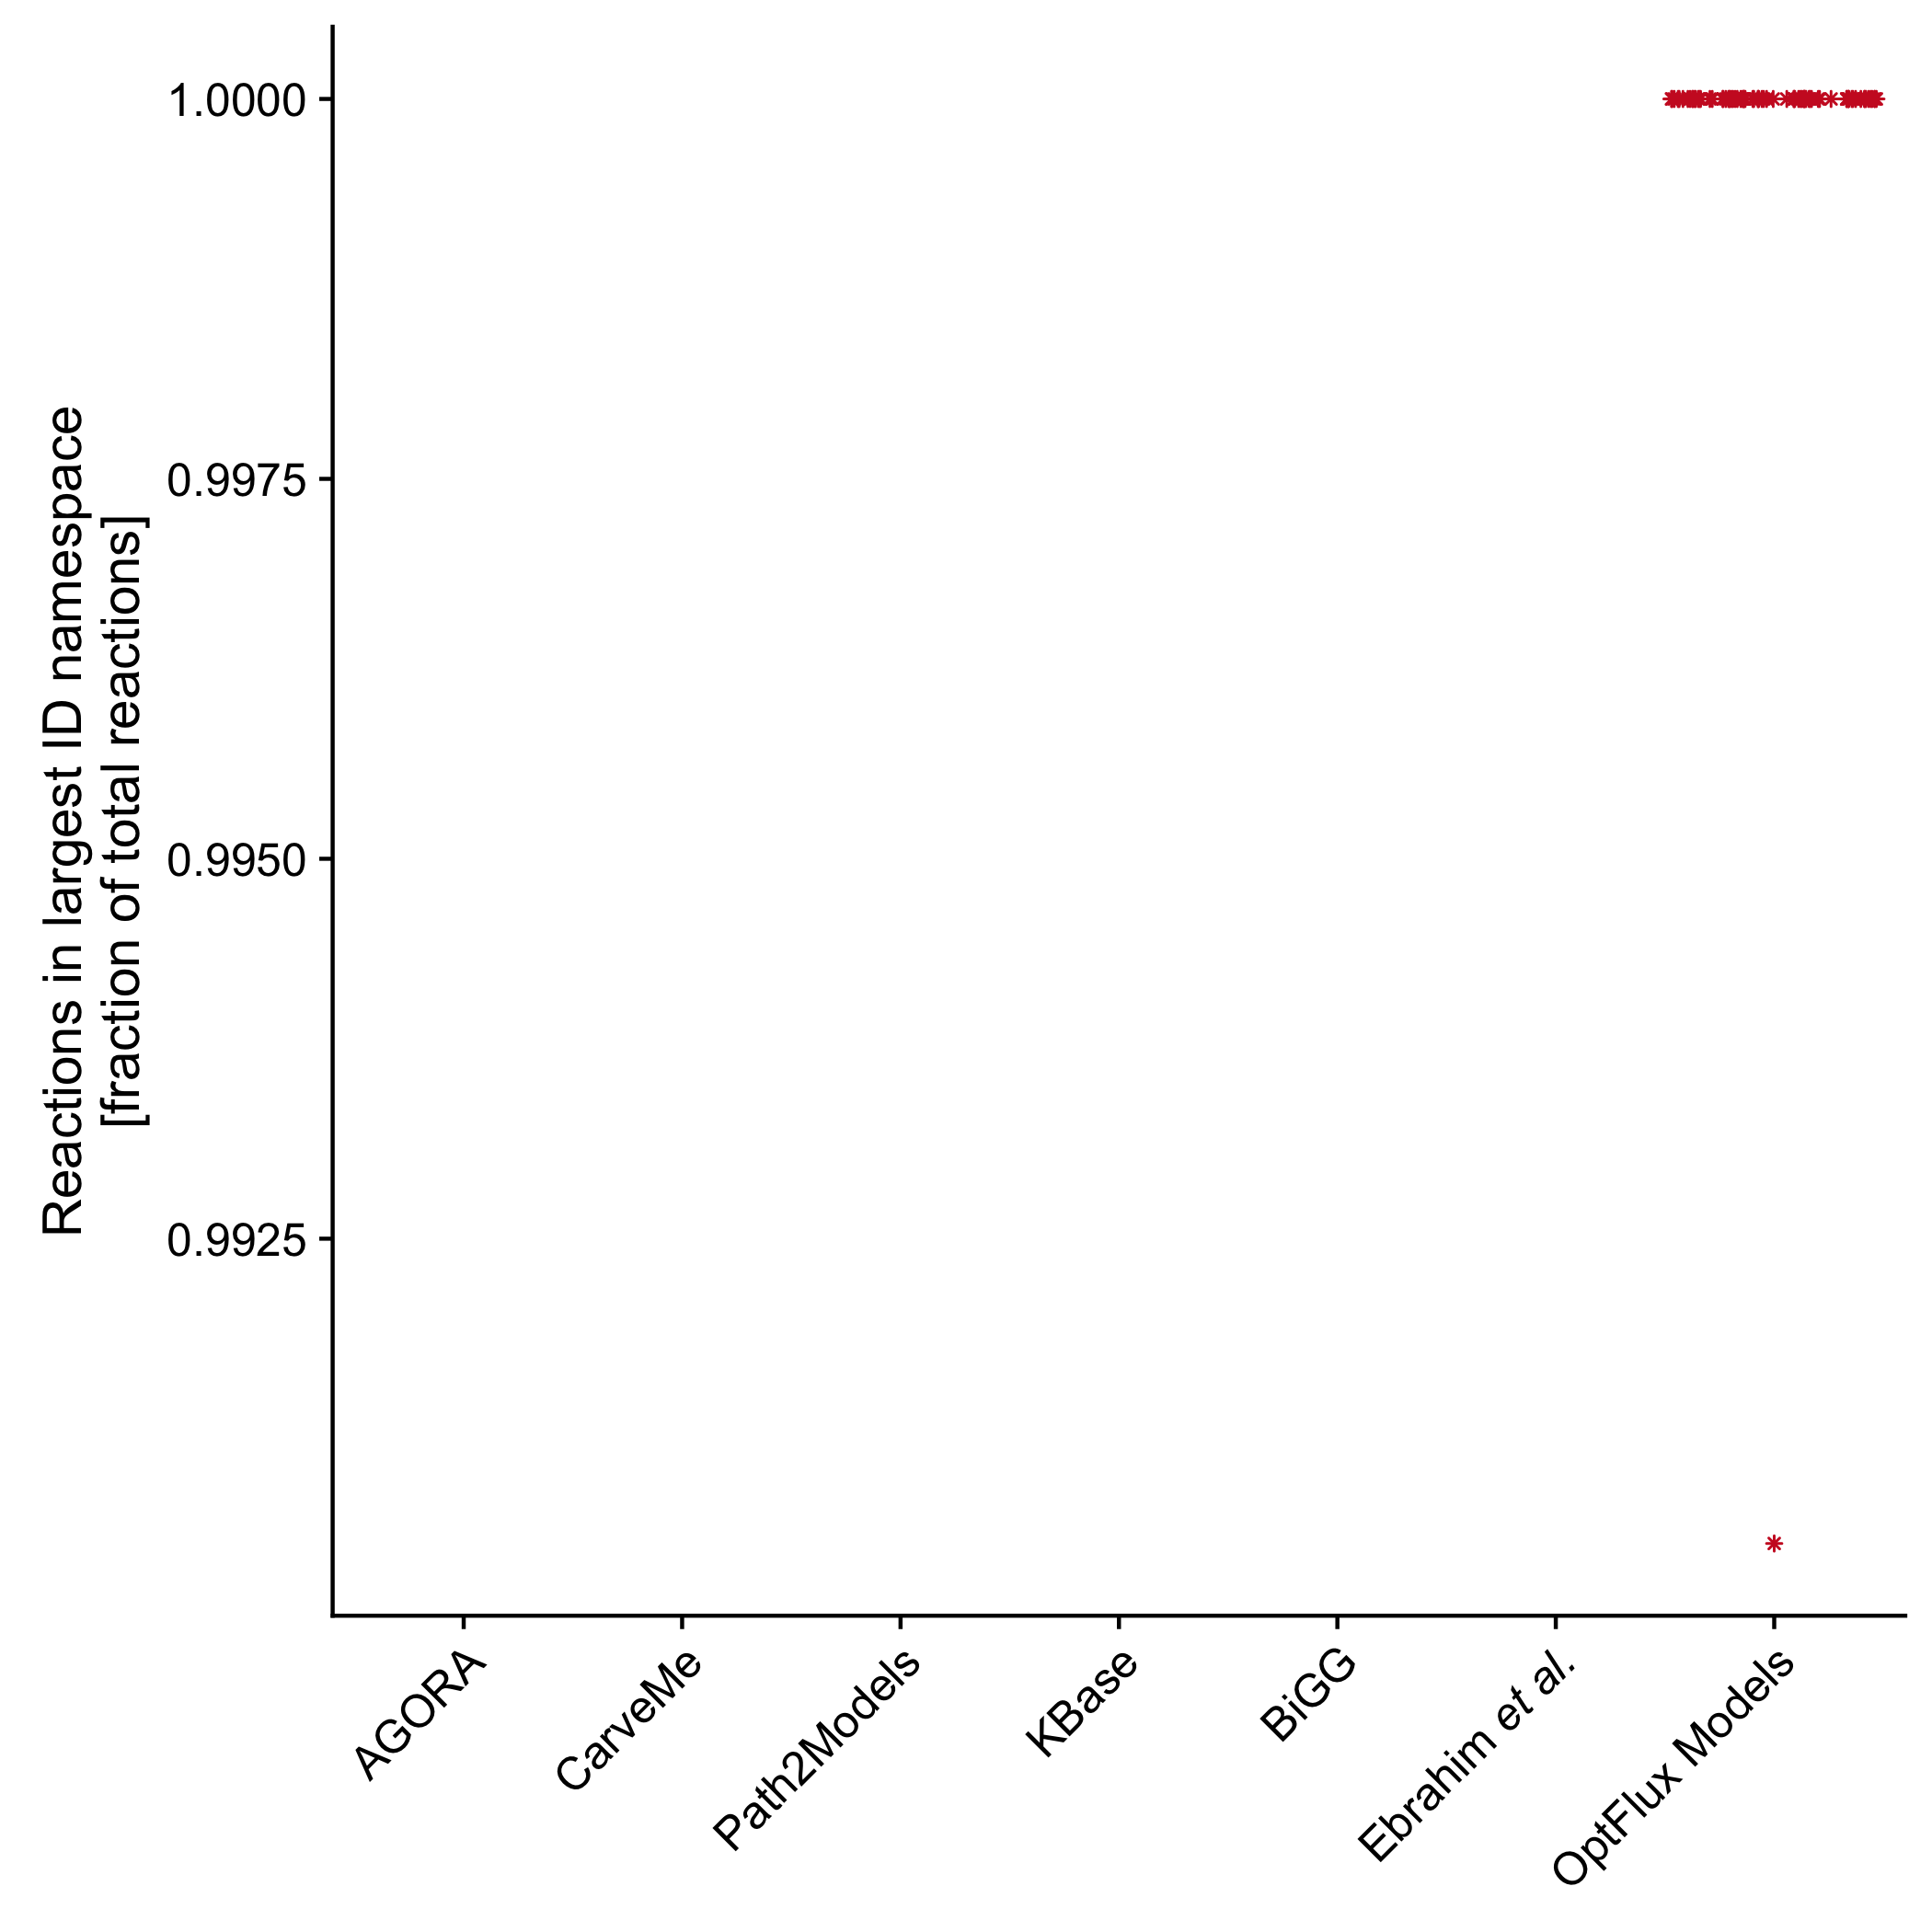 Reactions in largest ID namespace
[fraction of total reactions]
1.0000
0.9975
0.9950
0.9925
AGORA
CarveMe
Path2Models
KBase
BiGG
Ebrahim et al.
OptFlux Models